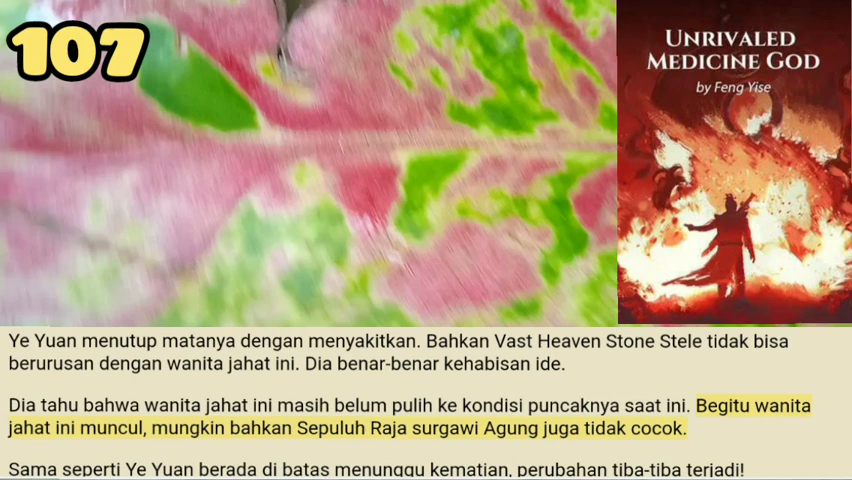 107
UNRIVALED
MEDICINE GOD
by Feng Yise
Ye Yuan menutup matanya dengan menyakitkan. Bahkan Vast Heaven Stone Stele tidak bisa
berurusan dengan wanita jahat ini. Dia benar-benar kehabisan ide.
Dia tahu bahwa wanita jahat ini masih belum pulih ke kondisi puncaknya saat ini. Begitu wanita
jahat ini muncul, mungkin bahkan Sepuluh Raja surgawi Agung juga tidak cocok.
Sama seperti Ye Yuan berada di batas menunggu kematian, perubahan tiba-tiba terjadi!